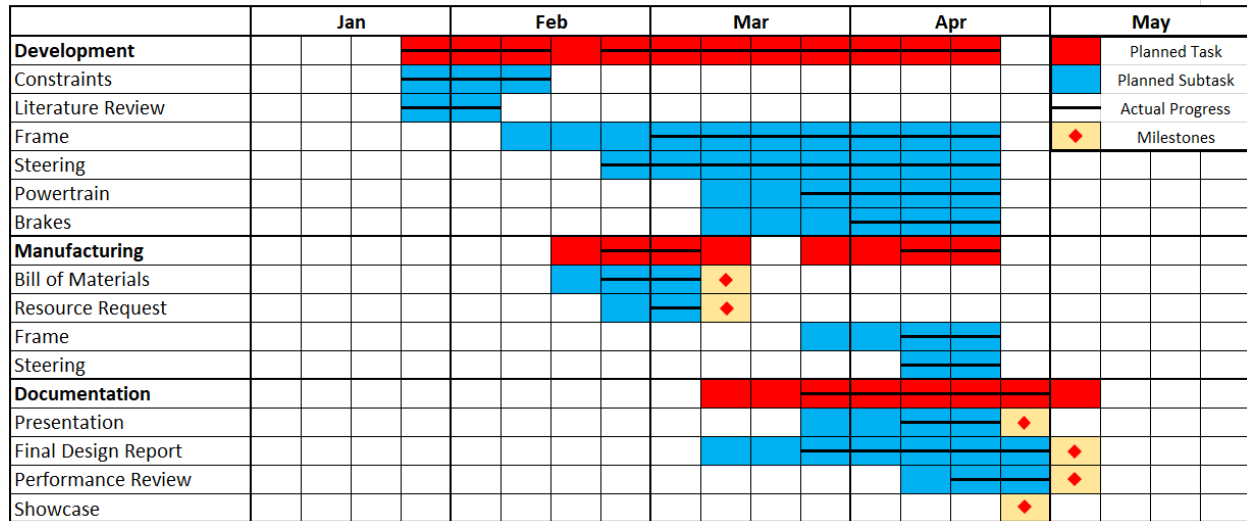 Jan Feb Mar Apr May
Development
Planned Task
Constraints
Planned Subtask
Literature Review
Actual Progress
Frame
Milestones
Steering
Powertrain
Brakes
Manufacturing
Bill of Materials
Resource Request
Frame
Steering
Documentation
Presentation
Final Design Report
Performance Review
Showcase